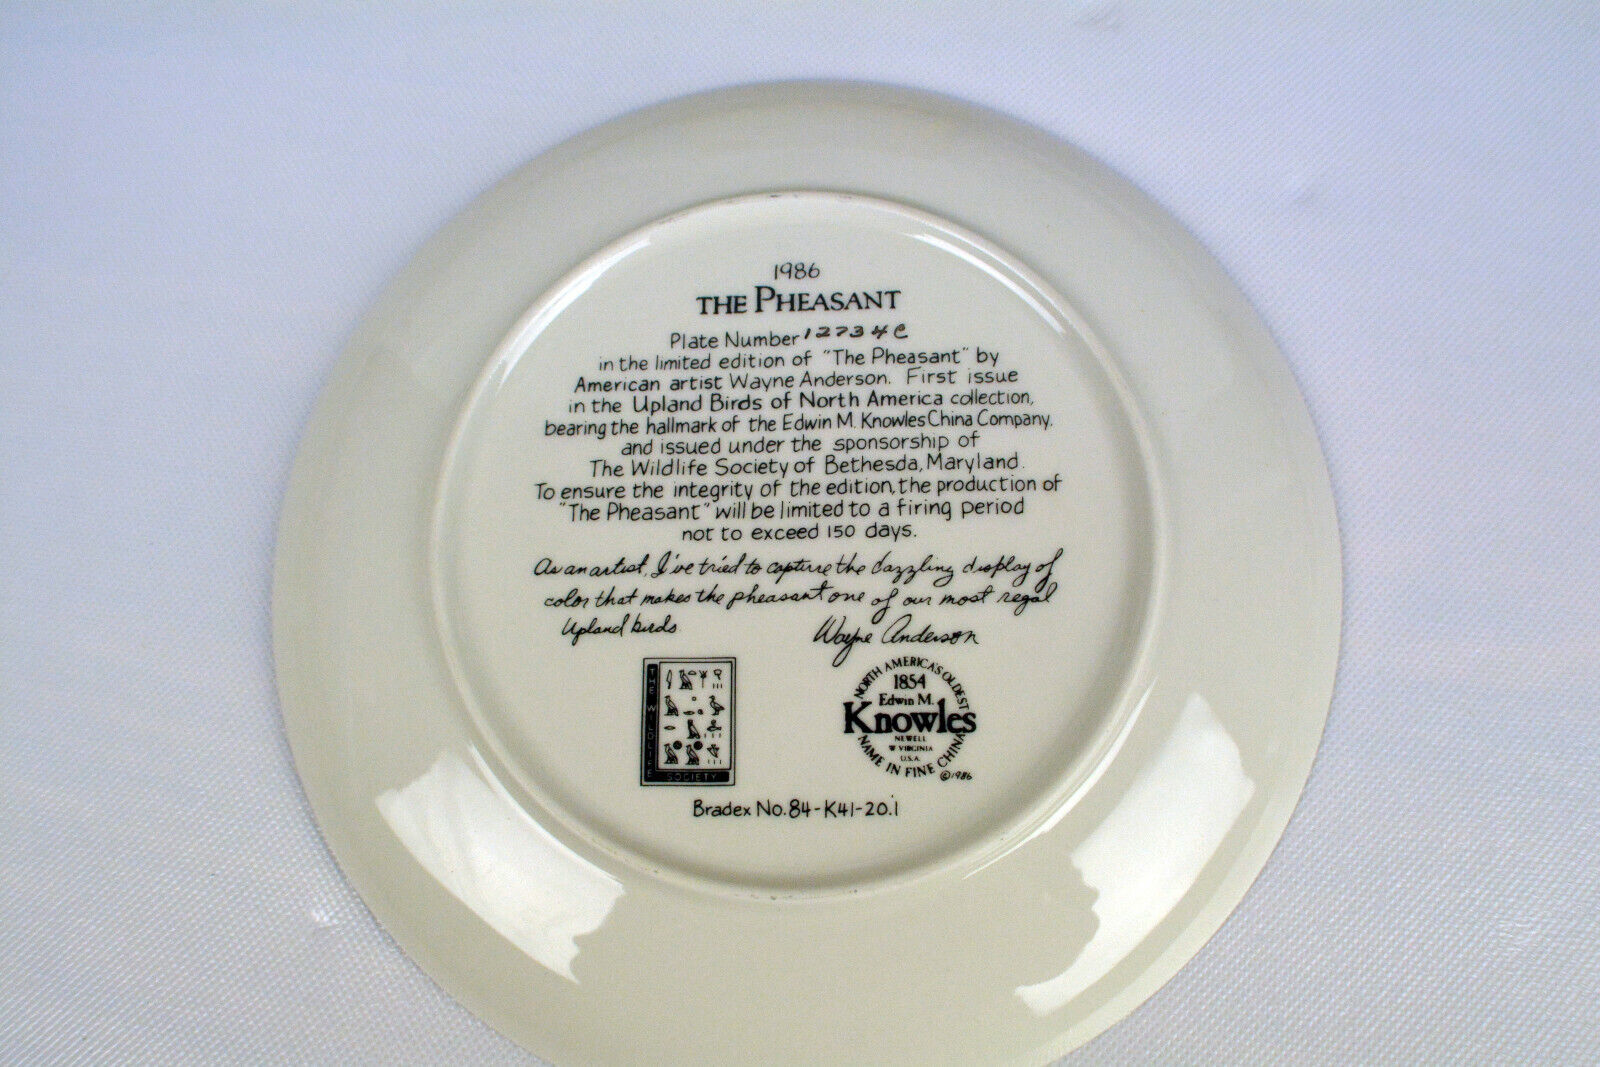 1986
THE PHEASANT
Plate Number 12734C
in the limited edition of "The Pheasant" by
American artist Wayne Anderson. First issue
in the Upland Birds of North America collection,
bearing the hallmark of the Edwin M. Knowles China Company,
and issued under the sponsorship of
The Wildlife Society of Bethesda, Maryland.
To ensure the integrity of the edition, the production of
"The Pheasant" will be limited to a firing period
not to exceed 150 days.
As an artist, I've tried to capture the dazzling display of
color that makes the pheasant one of our most regal
Upland birds.
Wayne Anderson
THE WILDLIFE
SOCIETY
NORTH AMERICA'S OLDEST
1854
Edwin M.
Knowles
NEWELL
W VIRGINIA
U.S.A.
NAME IN FINE CHINA
©1986
Bradex No. 84-K41-20.1